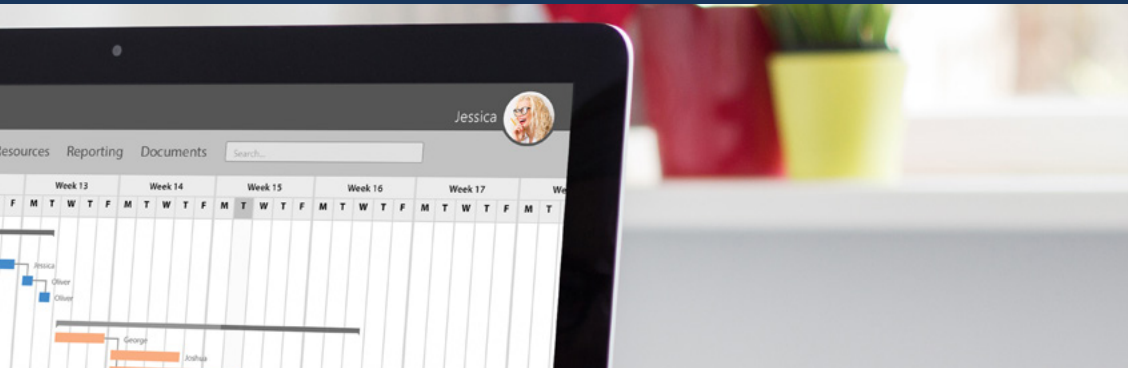 Jessica
Resources Reporting Documents Search...
Week 13 Week 14 Week 15 Week 16 Week 17 We
F M T W T F M T W T F M T W T F M T W T F M T W T F M T
Jessica
Oliver
Oliver
George
Joshua